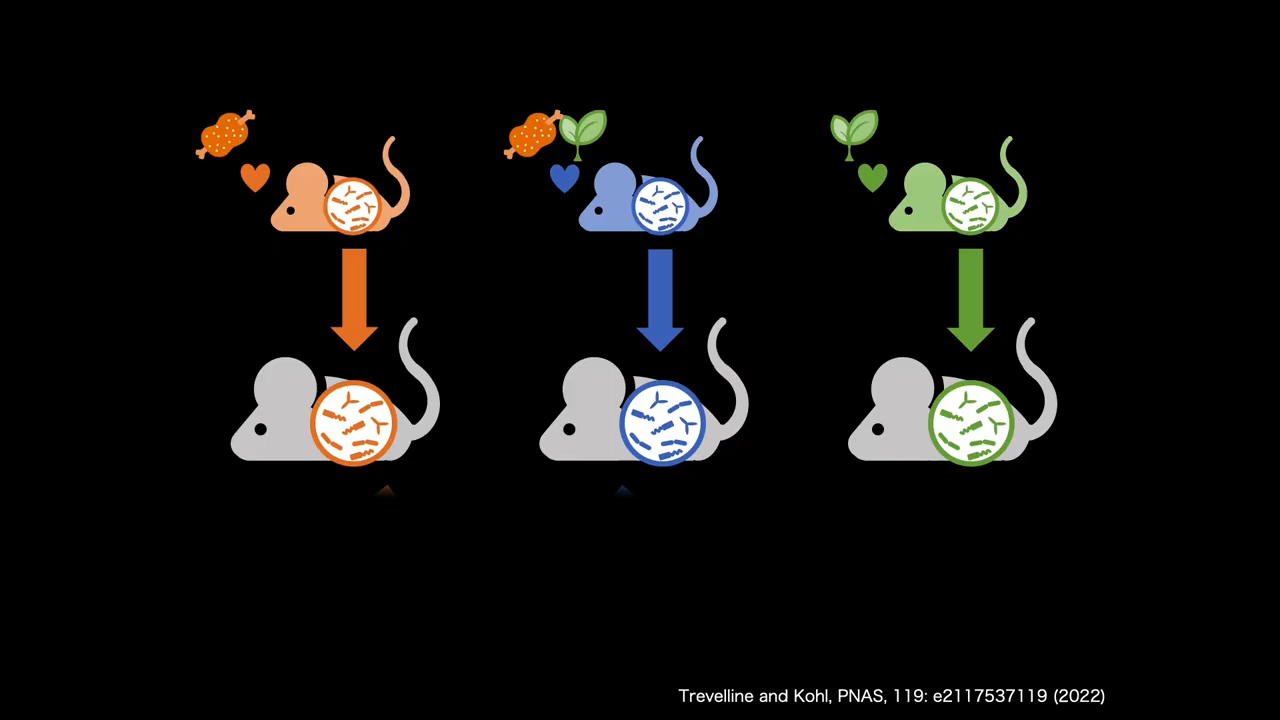 Trevelline and Kohl, PNAS, 119: e2117537119 (2022)